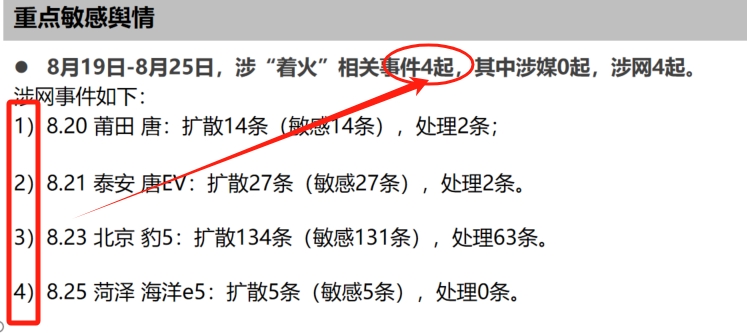 重点敏感舆情
● 8月19日-8月25日，涉“着火”相关事件4起，其中涉媒0起，涉网4起。
涉网事件如下：
1）8.20 莆田 唐：扩散14条（敏感14条），处理2条；
2）8.21 泰安 唐EV：扩散27条（敏感27条），处理2条。
3）8.23 北京 豹5：扩散134条（敏感131条），处理63条。
4）8.25 菏泽 海洋e5：扩散5条（敏感5条），处理0条。